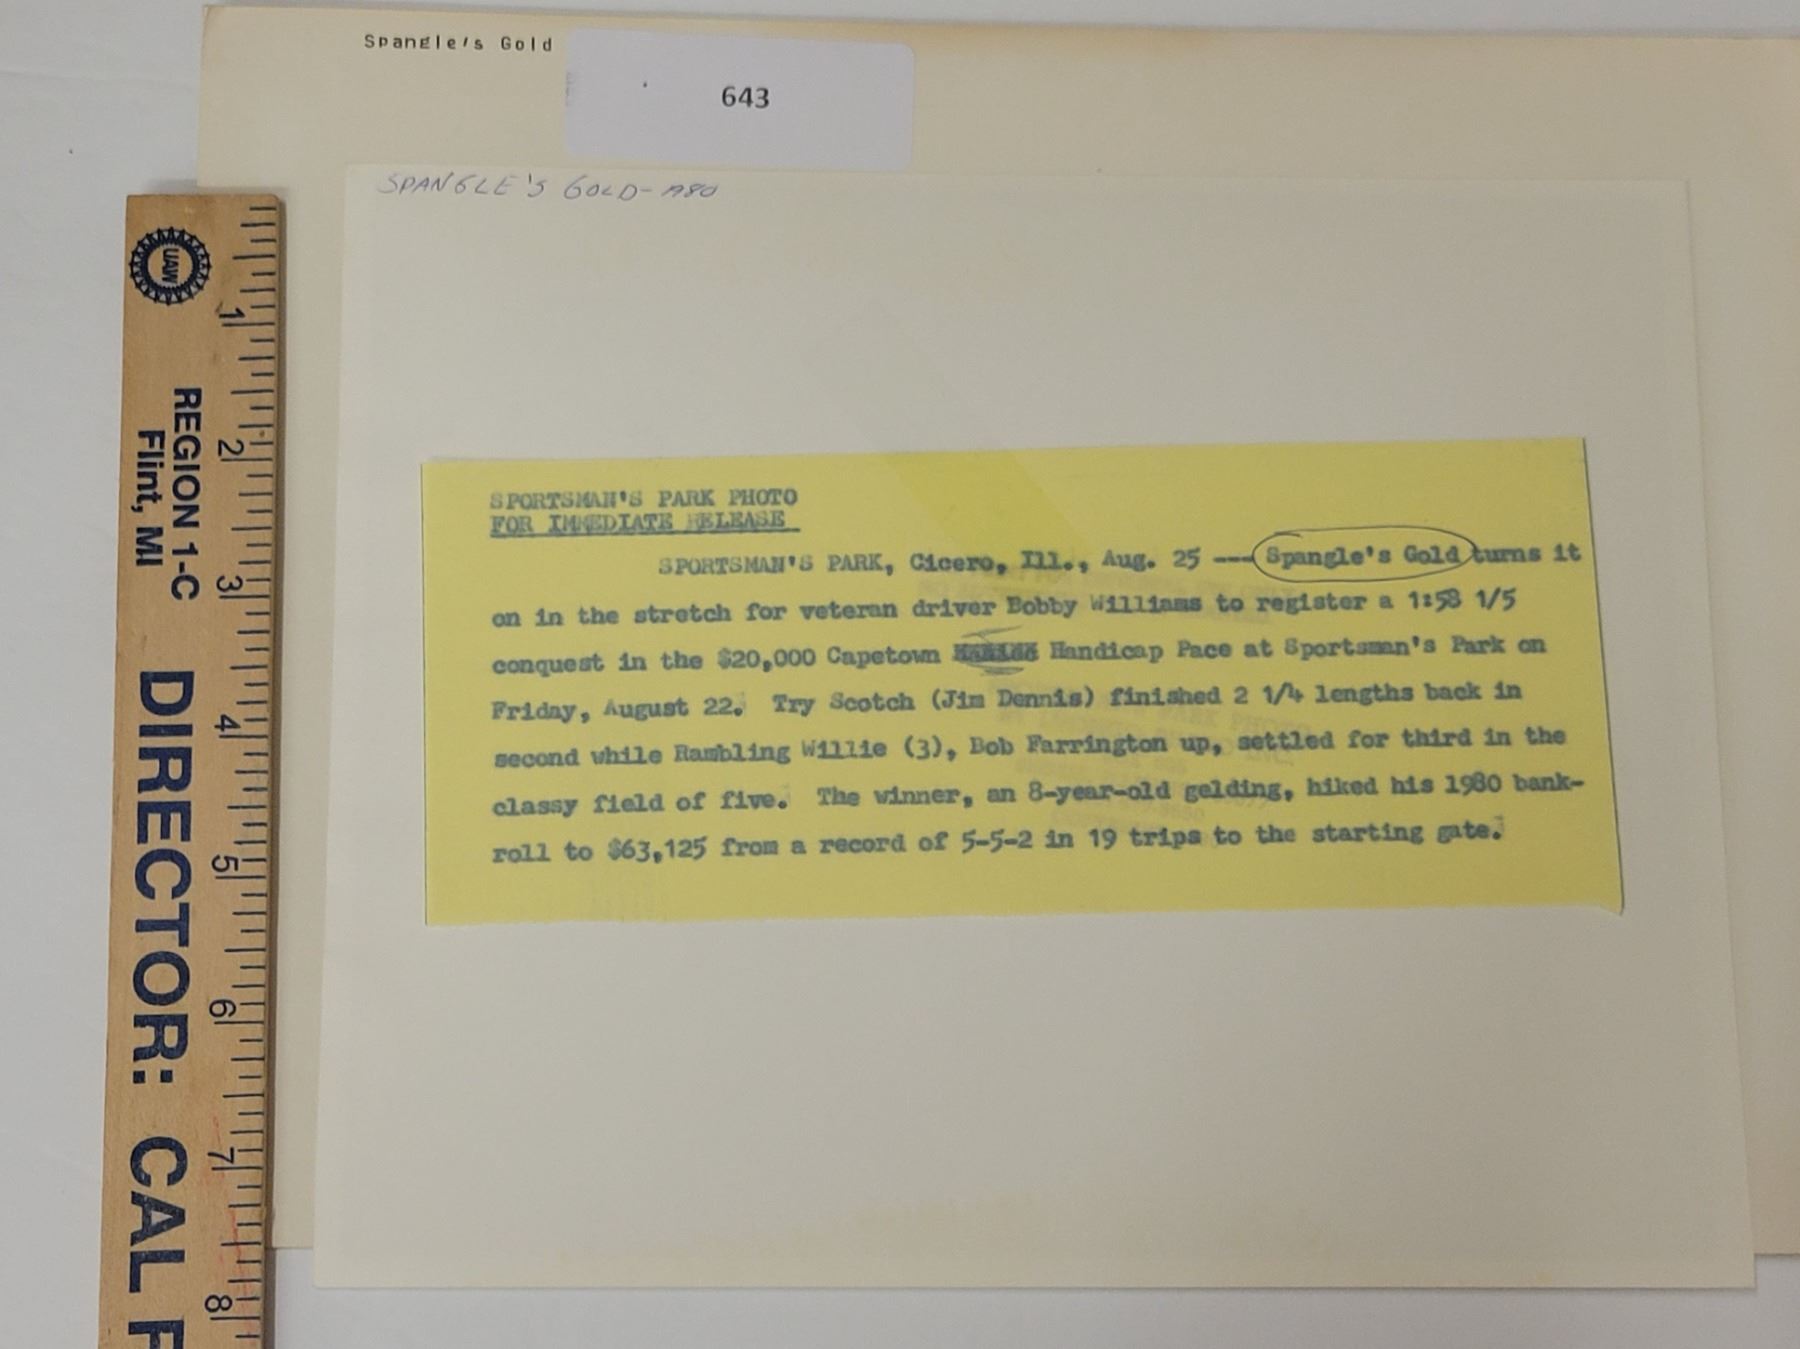 Spangle's Gold
643
SPANGLE'S GOLD- A80
SPORTSMAN'S PARK PHOTO
FOR IMMEDIATE RELEASE
SPORTSMAN'S PARK, Cicero, Ill., Aug. 25 --- Spangle's Gold turns it
on in the stretch for veteran driver Bobby Williams to register a 1:58 1/5
conquest in the $20,000 Capetown Handicap Pace at Sportsman's Park on
Friday, August 22. Try Scotch (Jim Dennis) finished 2 1/4 lengths back in
second while Rambling Willie (3), Bob Farrington up, settled for third in the
classy field of five. The winner, an 8-year-old gelding, hiked his 1980 bank-
roll to $63,125 from a record of 5-5-2 in 19 trips to the starting gate.
UAW
REGION 1-C
Flint, MI
DIRECTOR: CAL
1
2
3
4
5
6
7
8